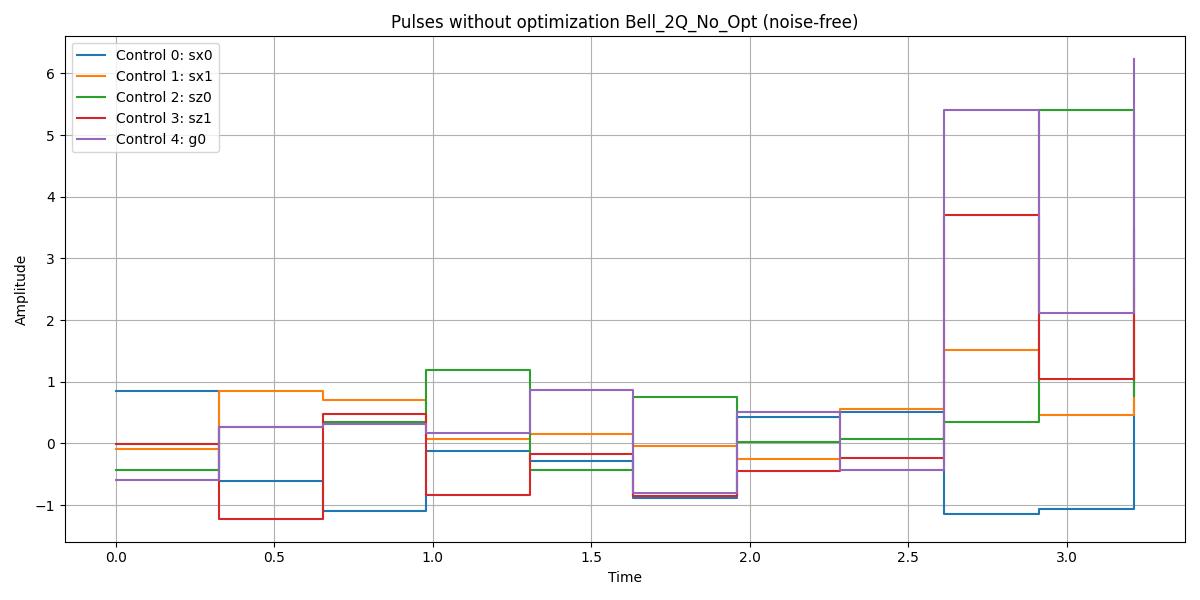 Pulses without optimization Bell_2Q_No_Opt (noise-free)
Control 0: sx0
Control 1: sx1
Control 2: sz0
Control 3: sz1
Control 4: g0
6
5
4
3
2
1
0
−1
Amplitude
0.0 0.5 1.0 1.5 2.0 2.5 3.0
Time